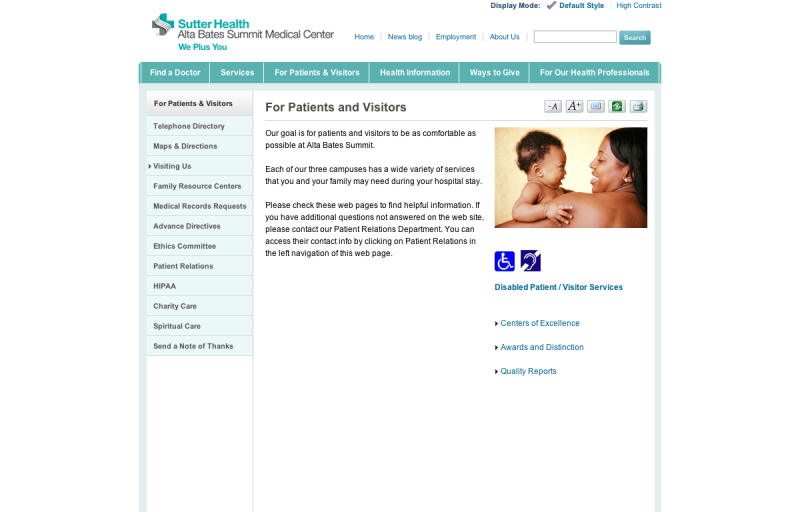 Display Mode: Default Style High Contrast
Sutter Health
Alta Bates Summit Medical Center
We Plus You
Home News blog Employment About Us Search
Find a Doctor Services For Patients & Visitors Health Information Ways to Give For Our Health Professionals
For Patients & Visitors
Telephone Directory
Maps & Directions
Visiting Us
Family Resource Centers
Medical Records Requests
Advance Directives
Ethics Committee
Patient Relations
HIPAA
Charity Care
Spiritual Care
Send a Note of Thanks
For Patients and Visitors
-A A+
Our goal is for patients and visitors to be as comfortable as
possible at Alta Bates Summit.
Each of our three campuses has a wide variety of services
that you and your family may need during your hospital stay.
Please check these web pages to find helpful information. If
you have additional questions not answered on the web site,
please contact our Patient Relations Department. You can
access their contact info by clicking on Patient Relations in
the left navigation of this web page.
Disabled Patient / Visitor Services
Centers of Excellence
Awards and Distinction
Quality Reports